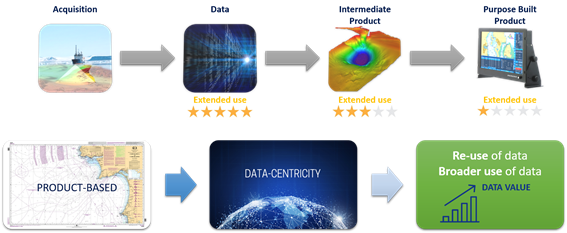 Acquisition
Data
Intermediate
Product
Purpose Built
Product
Extended use
Extended use
Extended use
PRODUCT-BASED
DATA-CENTRICITY
Re-use of data
Broader use of data
DATA VALUE